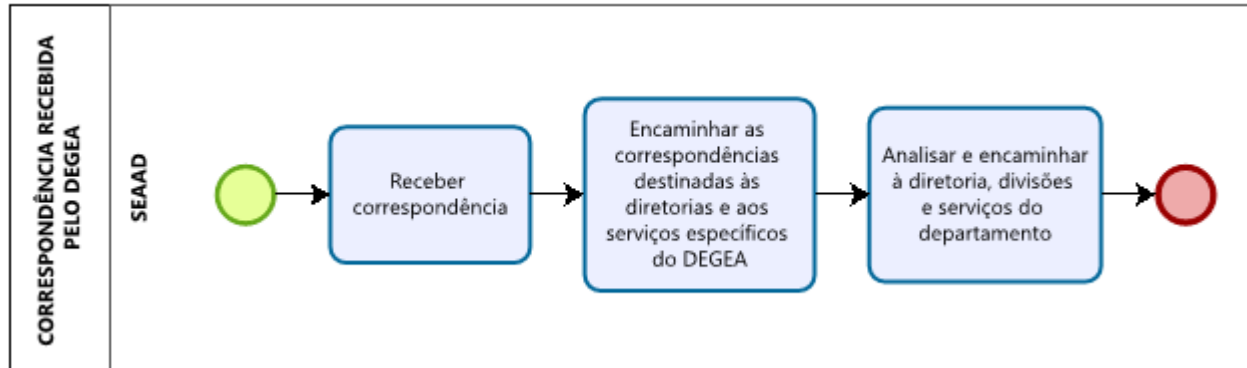 CORRESPONDÊNCIA RECEBIDA
PELO DEGEA
SEAAD
Receber
correspondência
Encaminhar as
correspondências
destinadas às
diretorias e aos
serviços específicos
do DEGEA
Analisar e encaminhar
à diretoria, divisões
e serviços do
departamento